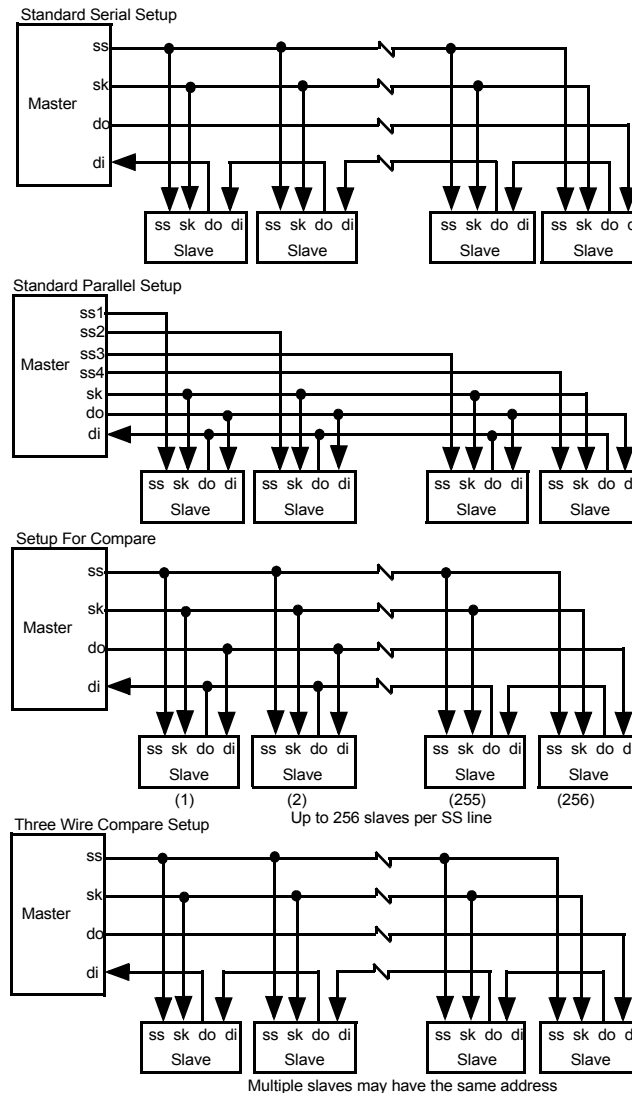 Standard Serial Setup
ss
sk
Master
do
di
ss sk do di ss sk do di ss sk do di ss sk do d
Slave Slave Slave Slave
Standard Parallel Setup
ss1
ss2
ss3
Master
ss4
sk
do
di
ss sk do di ss sk do di ss sk do di ss sk do d
Slave Slave Slave Slave
Setup For Compare
ss
sk
Master
do
di
ss sk do di ss sk do di ss sk do di ss sk do d
Slave Slave Slave Slave
(1) (2) (255) (256)
Up to 256 slaves per SS line
Three Wire Compare Setup
ss
sk
Master
do
di
ss sk do di ss sk do di ss sk do di ss sk do d
Slave Slave Slave Slave
Multiple slaves may have the same address